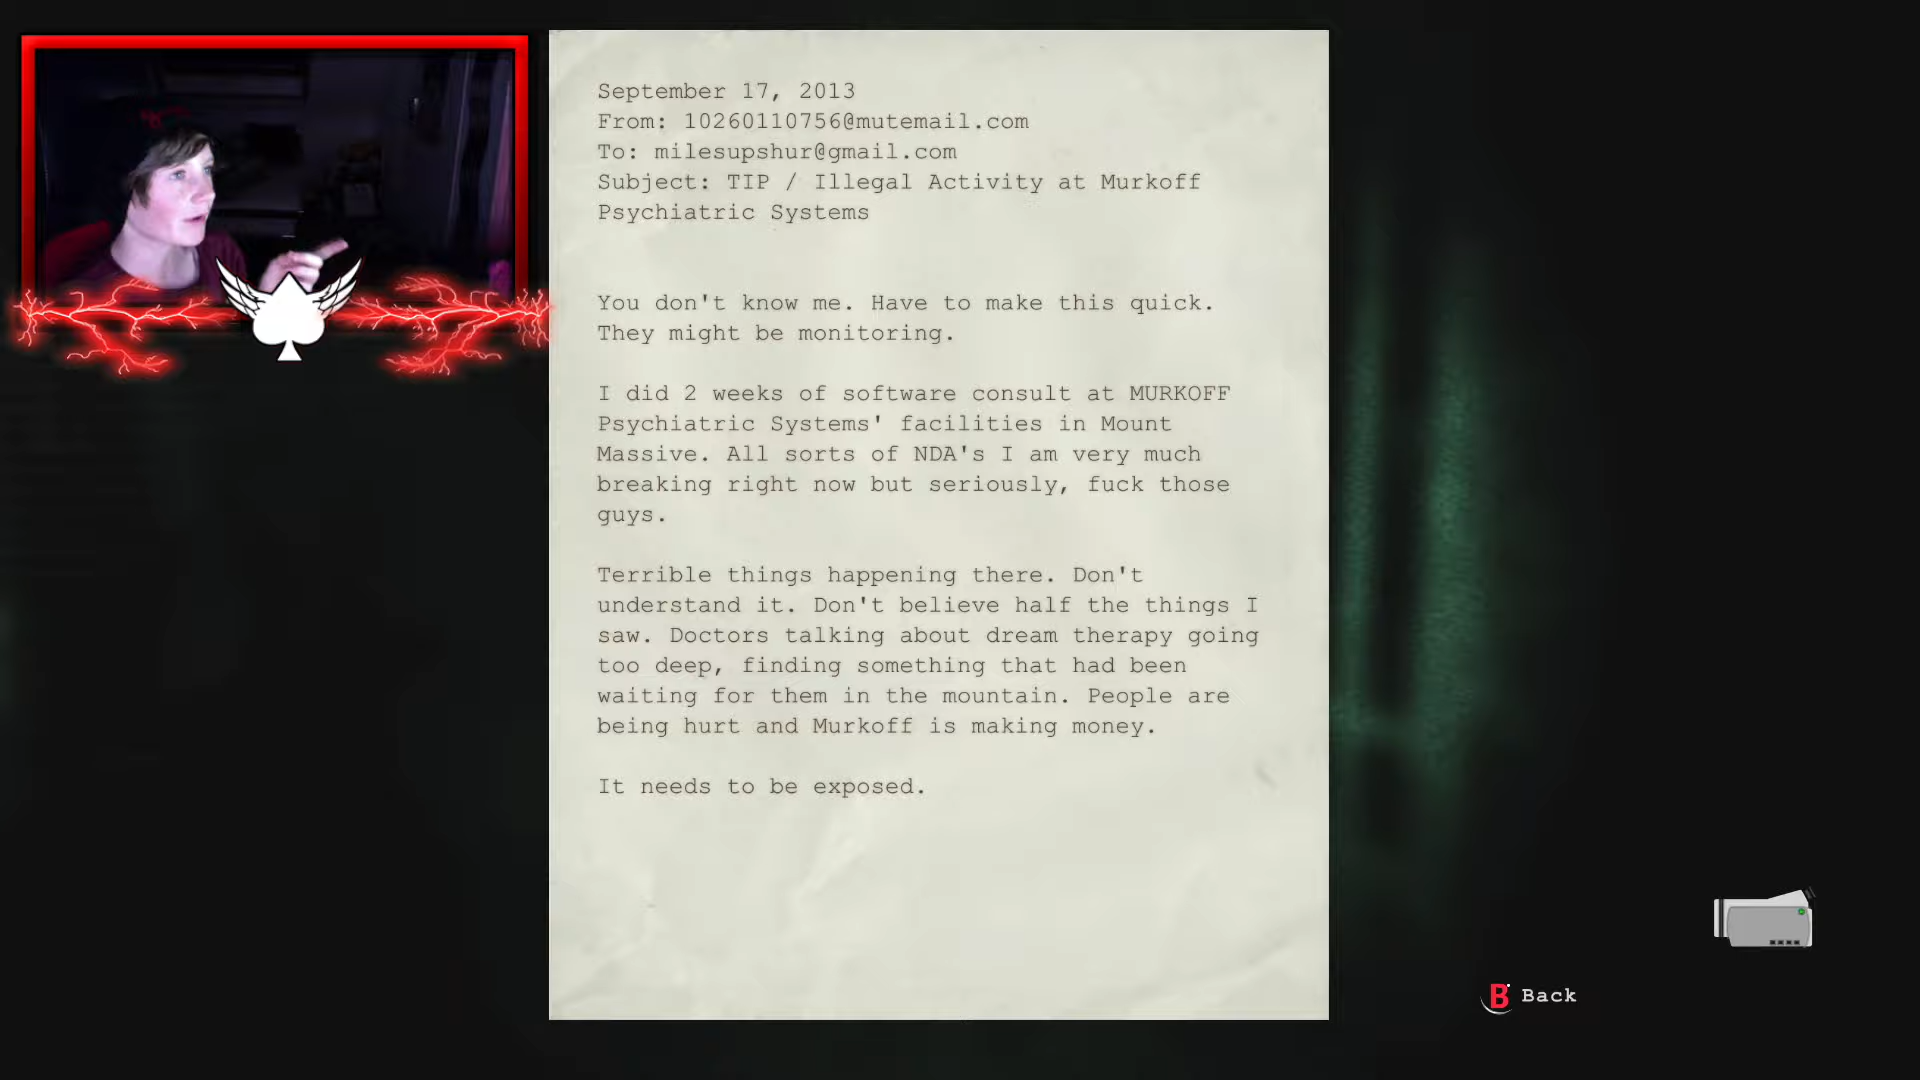 September 17, 2013
From: 10260110756@mutemail.com
To: milesupshur@gmail.com
Subject: TIP / Illegal Activity at Murkoff
Psychiatric Systems
You don't know me. Have to make this quick.
They might be monitoring.
I did 2 weeks of software consult at MURKOFF
Psychiatric Systems' facilities in Mount
Massive. All sorts of NDA's I am very much
breaking right now but seriously, fuck those
guys.
Terrible things happening there. Don't
understand it. Don't believe half the things I
saw. Doctors talking about dream therapy going
too deep, finding something that had been
waiting for them in the mountain. People are
being hurt and Murkoff is making money.
It needs to be exposed.
B Back